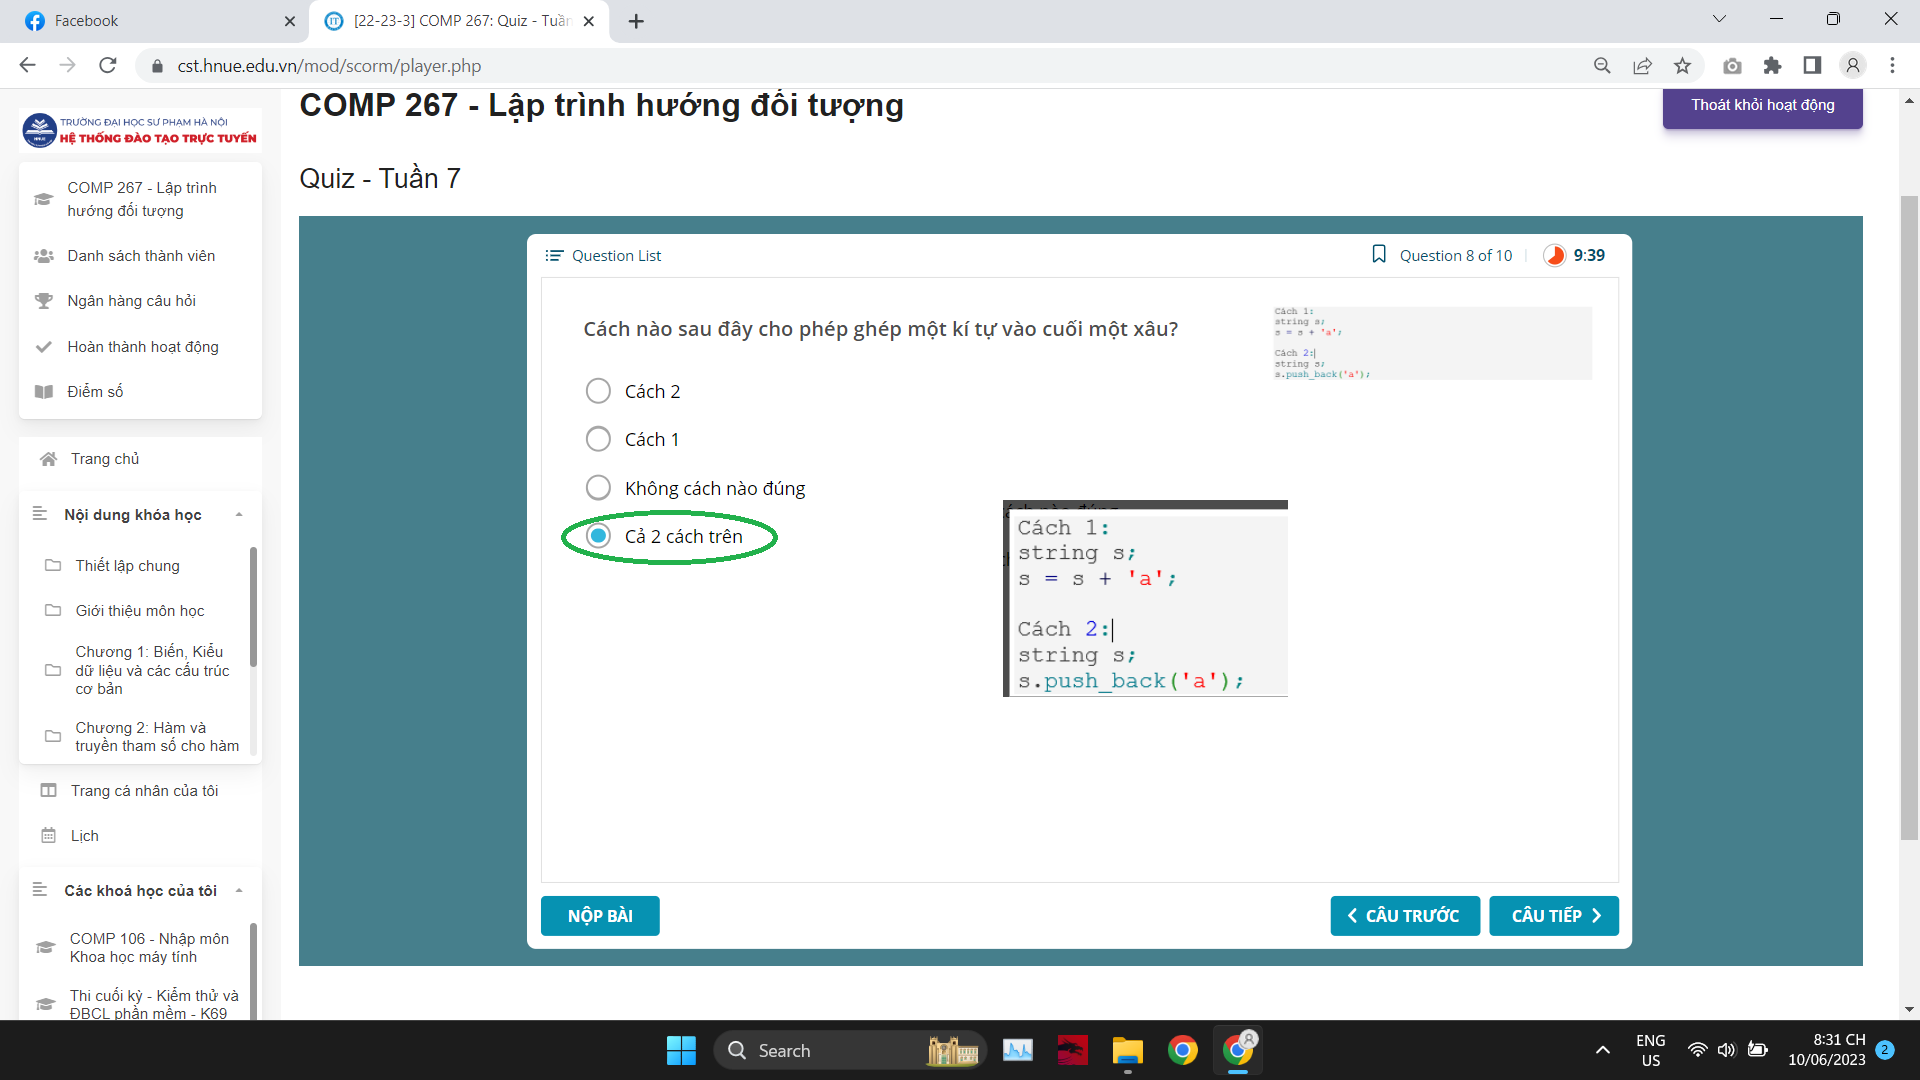 Facebook
[22-23-3] COMP 267: Quiz - Tuần
cst.hnue.edu.vn/mod/scorm/player.php
TRƯỜNG ĐẠI HỌC SƯ PHẠM HÀ NỘI
HỆ THỐNG ĐÀO TẠO TRỰC TUYẾN
COMP 267 - Lập trình hướng đối tượng
Thoát khỏi hoạt động
COMP 267 - Lập trình
hướng đối tượng
Danh sách thành viên
Ngân hàng câu hỏi
Hoàn thành hoạt động
Điểm số
Trang chủ
Nội dung khóa học
Thiết lập chung
Giới thiệu môn học
Chương 1: Biến, Kiểu
dữ liệu và các cấu trúc
cơ bản
Chương 2: Hàm và
truyền tham số cho hàm
Trang cá nhân của tôi
Lịch
Các khoá học của tôi
COMP 106 - Nhập môn
Khoa học máy tính
Thi cuối kỳ - Kiểm thử và
ĐBCL phần mềm - K69
Quiz - Tuần 7
Question List
Question 8 of 10
9:39
Cách nào sau đây cho phép ghép một kí tự vào cuối một xâu?
Cách 1:
string s;
s = s + 'a';
Cách 2:
string s;
s.push_back('a');
Cách 2
Cách 1
Không cách nào đúng
Cả 2 cách trên
Cách 1:
string s;
s = s + 'a';
Cách 2:
string s;
s.push_back('a');
NỘP BÀI
CÂU TRƯỚC
CÂU TIẾP
Search
ENG
US
8:31 CH
10/06/2023
2